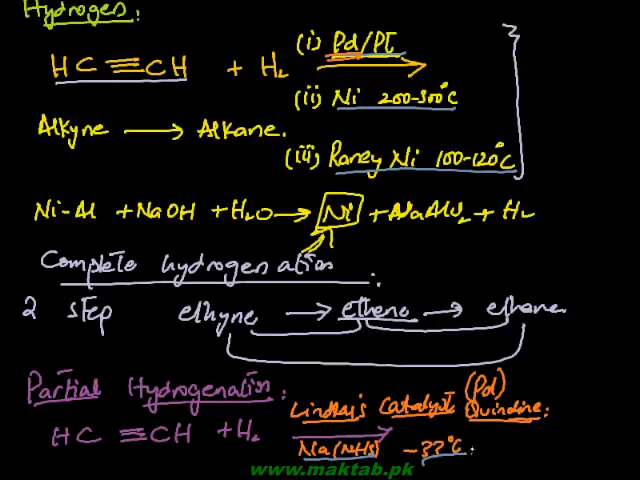 Hydrogen:
HC≡CH + H₂ (i) Pd/Pt
(ii) Ni 200-300°C
Alkyne → Alkane.
(iii) Raney Ni 100-120°C
Ni-Al + NaOH + H₂O → Ni + NaAlO₂ + H₂
Complete hydrogenation:
2 step ethyne → ethene → ethane.
Partial Hydrogenation: Lindlar's Catalyst (Pd) Quindine:
HC≡CH + H₂ Na(NH3) -33°C
www.maktab.pk